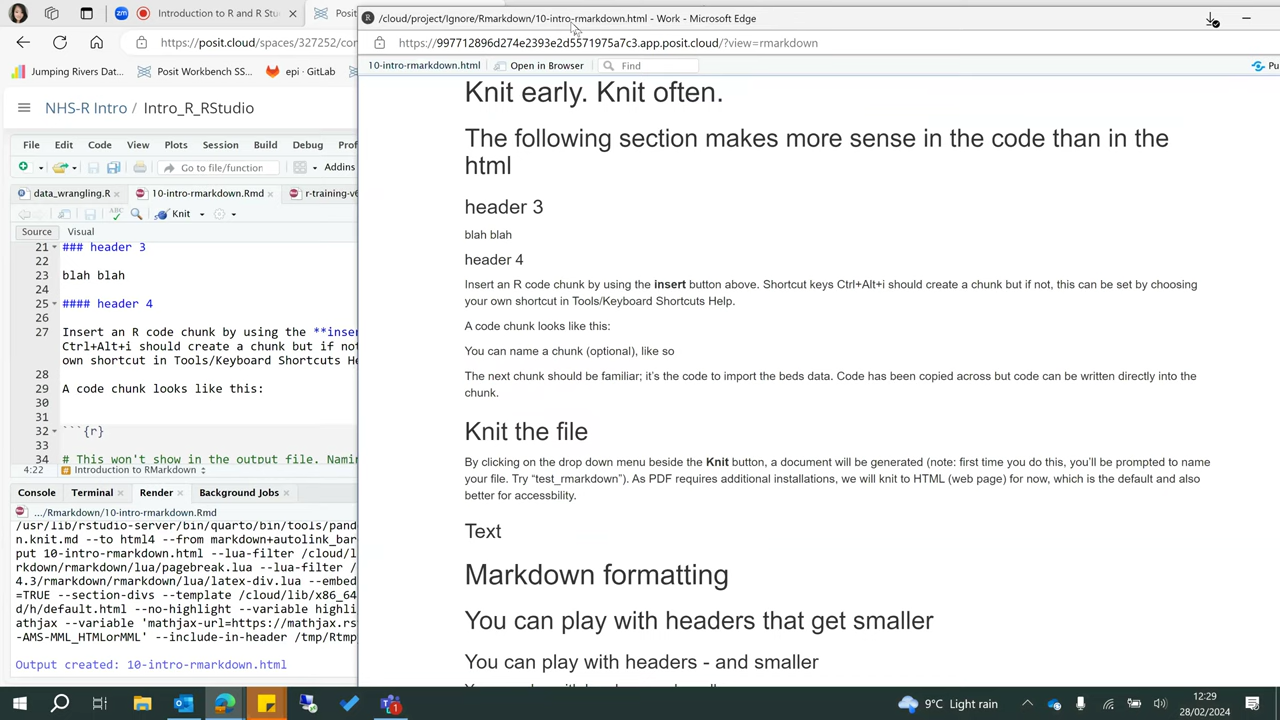 Introduction to R and R Studio
Posit
/cloud/project/Ignore/Rmarkdown/10-intro-rmarkdown.html - Work - Microsoft Edge
https://posit.cloud/spaces/327252/con
https://997712896d274e2393e2d5571975a7c3.app.posit.cloud/?view=rmarkdown
Jumping Rivers Dat...
Posit Workbench SS...
epi · GitLab
10-intro-rmarkdown.html
Open in Browser
Find
NHS-R Intro / Intro_R_RStudio
File Edit Code View Plots Session Build Debug Prof
Go to file/function
Addins
data_wrangling.R
10-intro-rmarkdown.Rmd
r-training-v6
Knit
Source
Visual
21 ### header 3
22
23 blah blah
24
25 #### header 4
26
27 Insert an R code chunk by using the **inser
Ctrl+Alt+i should create a chunk but if not
own shortcut in Tools/Keyboard Shortcuts He
28
29 A code chunk looks like this:
30
31
32 ```{r}
33
34 # This won't show in the output file. Namin
4:22 Introduction to RMarkdown
Console Terminal Render Background Jobs
.../Rmarkdown/10-intro-rmarkdown.Rmd
/usr/lib/rstudio-server/bin/quarto/bin/tools/pand
n.knit.md --to html4 --from markdown+autolink_bar
put 10-intro-rmarkdown.html --lua-filter /cloud/l
rkdown/rmarkdown/lua/pagebreak.lua --lua-filter /
4.3/rmarkdown/rmarkdown/lua/latex-div.lua --embed
=TRUE --section-divs --template /cloud/lib/x86_64
d/h/default.html --no-highlight --variable highli
athjax --variable 'mathjax-url=https://mathjax.rs
-AMS-MML_HTMLorMML' --include-in-header /tmp/Rtmp
Output created: 10-intro-rmarkdown.html
Pu
Knit early. Knit often.
The following section makes more sense in the code than in the
html
header 3
blah blah
header 4
Insert an R code chunk by using the insert button above. Shortcut keys Ctrl+Alt+i should create a chunk but if not, this can be set by choosing
your own shortcut in Tools/Keyboard Shortcuts Help.
A code chunk looks like this:
You can name a chunk (optional), like so
The next chunk should be familiar; it's the code to import the beds data. Code has been copied across but code can be written directly into the
chunk.
Knit the file
By clicking on the drop down menu beside the Knit button, a document will be generated (note: first time you do this, you'll be prompted to name
your file. Try “test_rmarkdown”). As PDF requires additional installations, we will knit to HTML (web page) for now, which is the default and also
better for accessbility.
Text
Markdown formatting
You can play with headers that get smaller
You can play with headers - and smaller
9°C Light rain
12:29
28/02/2024